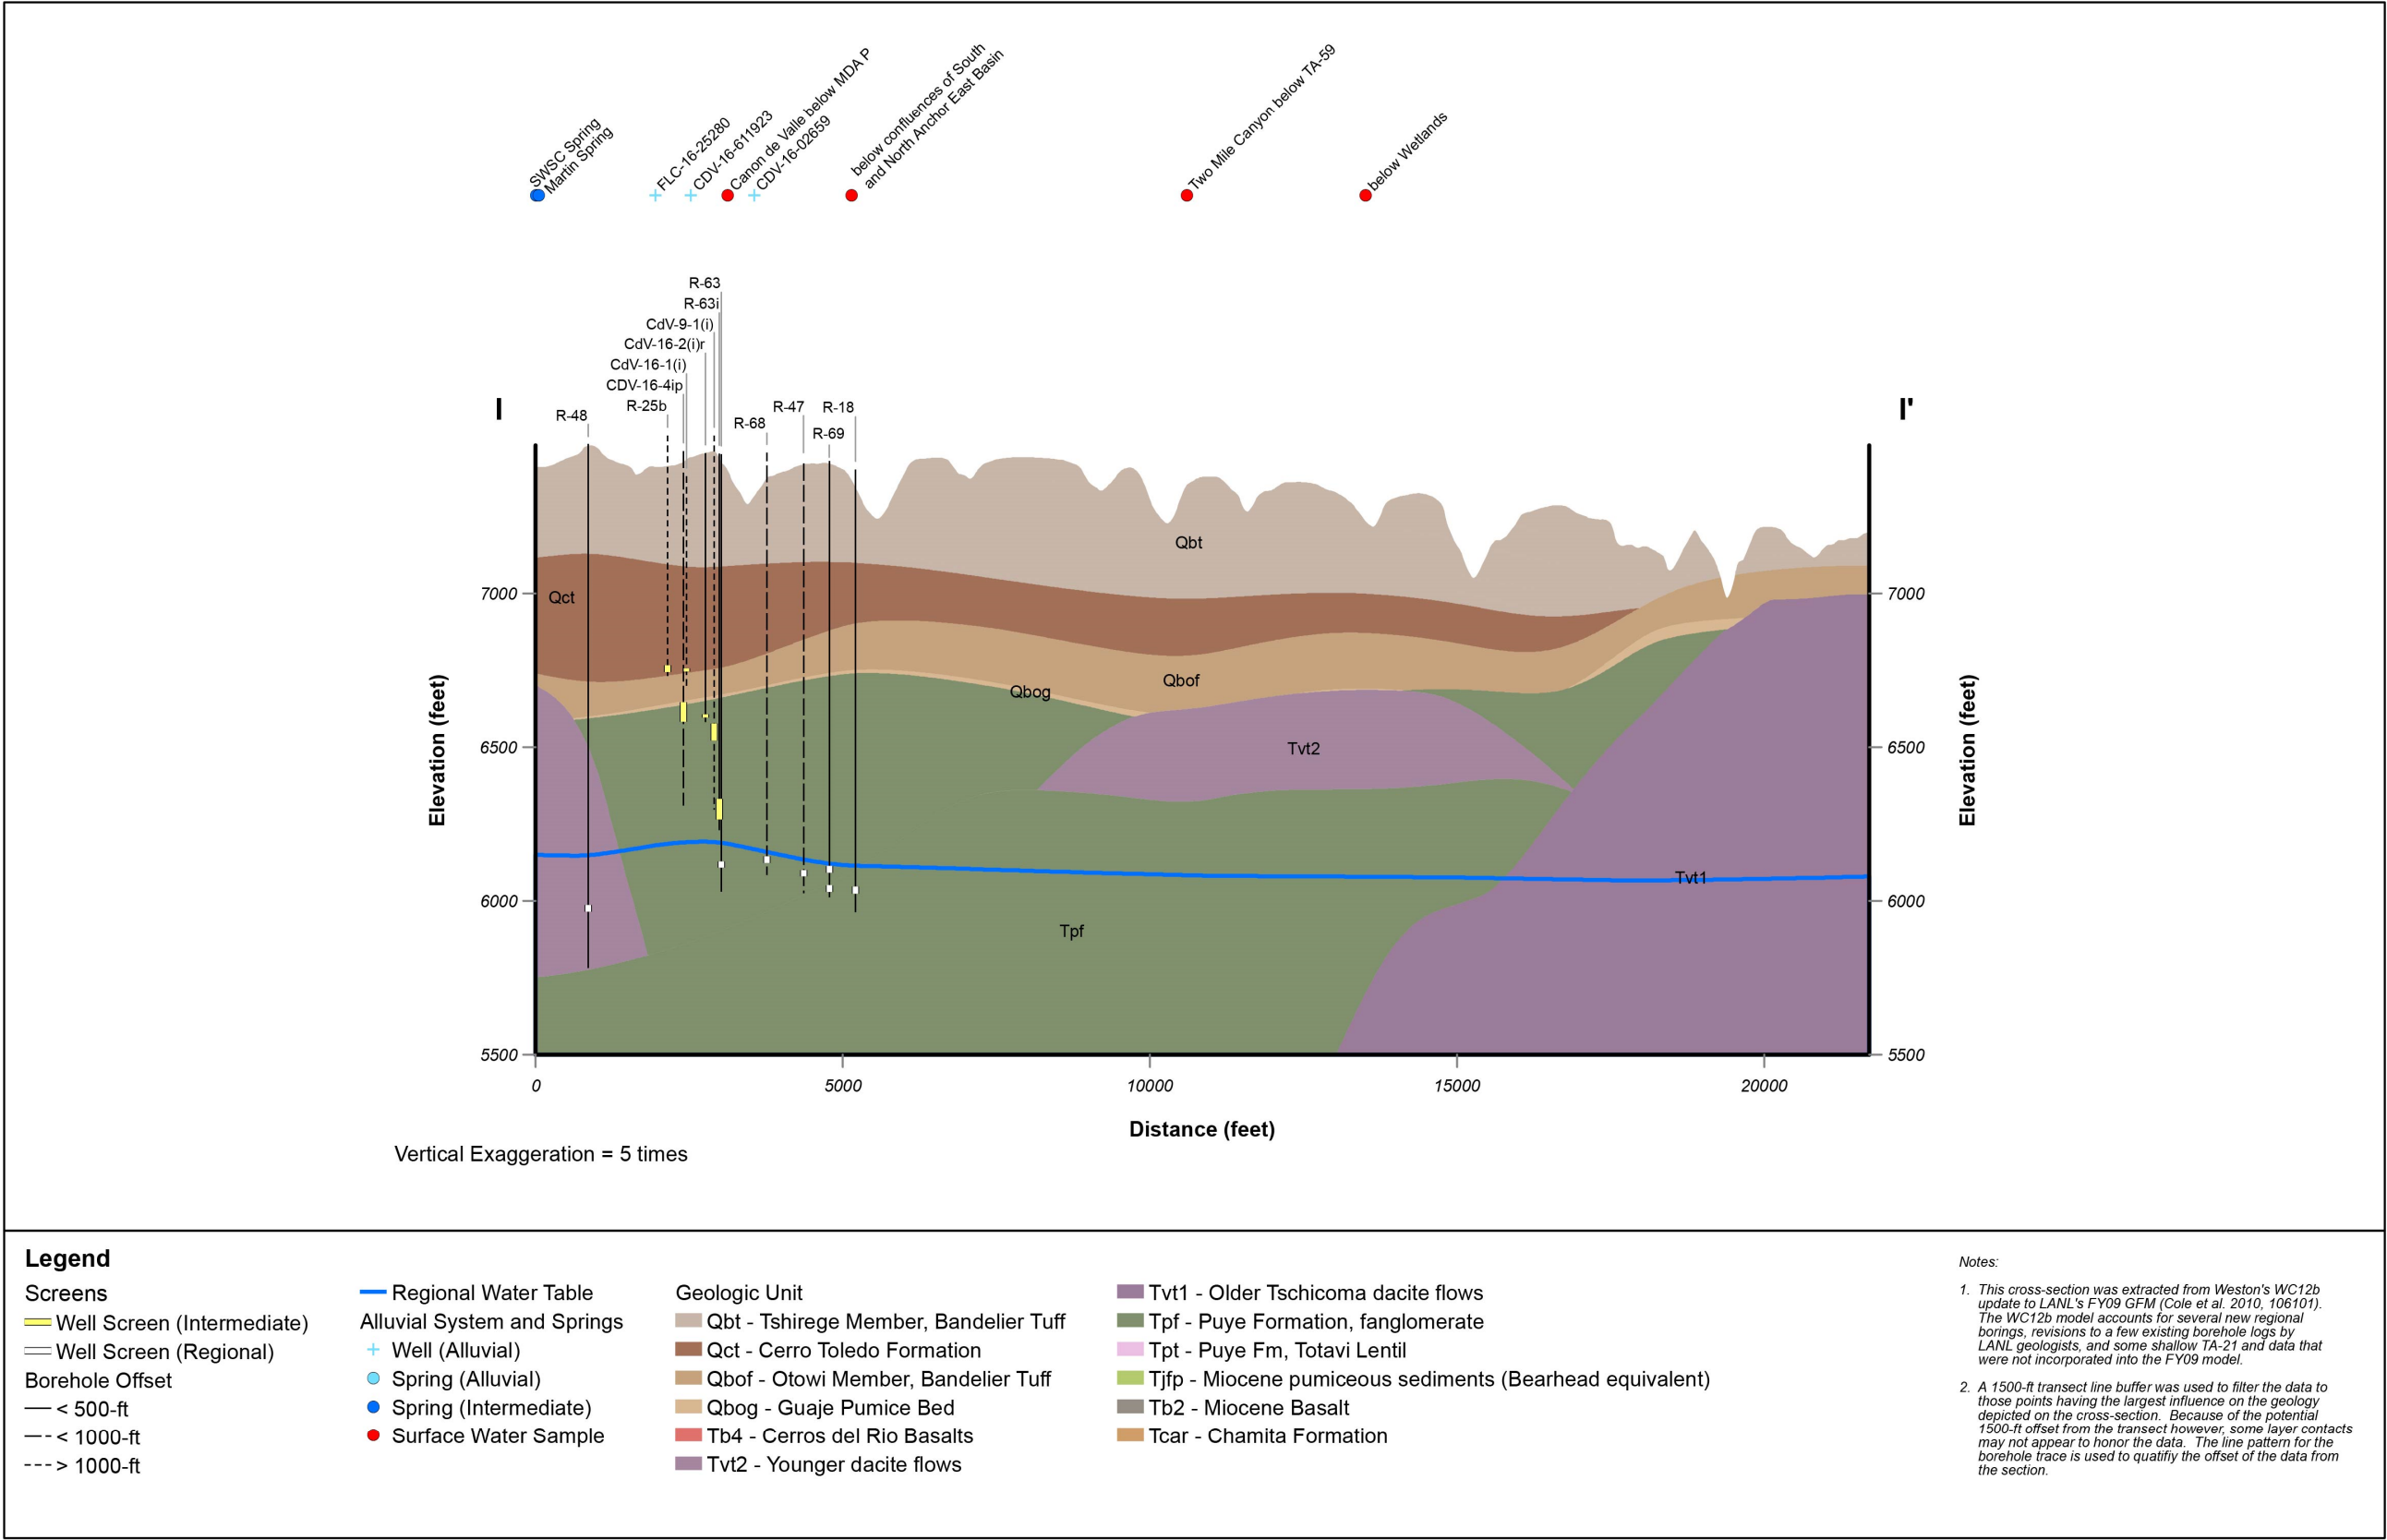 SWSC Spring
Martin Spring
FLC-16-25280
CDV-16-611923
Canon de Valle below MDA P
CDV-16-02659
below confluences of South
and North Anchor East Basin
Two Mile Canyon below TA-59
below Wetlands
R-63
R-63i
CdV-9-1(i)
CdV-16-2(i)r
CdV-16-1(i)
CDV-16-4ip
R-25b
R-48
R-68
R-47
R-69
R-18
I
I'
Qbt
Qct
Qbof
Qbog
Tvt2
Tvt1
Tpf
7000
6500
6000
5500
Elevation (feet)
7000
6500
6000
5500
Elevation (feet)
0
5000
10000
15000
20000
Distance (feet)
Vertical Exaggeration = 5 times
Legend
Screens
Well Screen (Intermediate)
Well Screen (Regional)
Borehole Offset
< 500-ft
< 1000-ft
> 1000-ft
Regional Water Table
Alluvial System and Springs
Well (Alluvial)
Spring (Alluvial)
Spring (Intermediate)
Surface Water Sample
Geologic Unit
Qbt - Tshirege Member, Bandelier Tuff
Qct - Cerro Toledo Formation
Qbof - Otowi Member, Bandelier Tuff
Qbog - Guaje Pumice Bed
Tb4 - Cerros del Rio Basalts
Tvt2 - Younger dacite flows
Tvt1 - Older Tschicoma dacite flows
Tpf - Puye Formation, fanglomerate
Tpt - Puye Fm, Totavi Lentil
Tjfp - Miocene pumiceous sediments (Bearhead equivalent)
Tb2 - Miocene Basalt
Tcar - Chamita Formation
Notes:
1. This cross-section was extracted from Weston's WC12b
update to LANL's FY09 GFM (Cole et al. 2010, 106101).
The WC12b model accounts for several new regional
borings, revisions to a few existing borehole logs by
LANL geologists, and some shallow TA-21 and data that
were not incorporated into the FY09 model.
2. A 1500-ft transect line buffer was used to filter the data to
those points having the largest influence on the geology
depicted on the cross-section. Because of the potential
1500-ft offset from the transect however, some layer contacts
may not appear to honor the data. The line pattern for the
borehole trace is used to quatifiy the offset of the data from
the section.